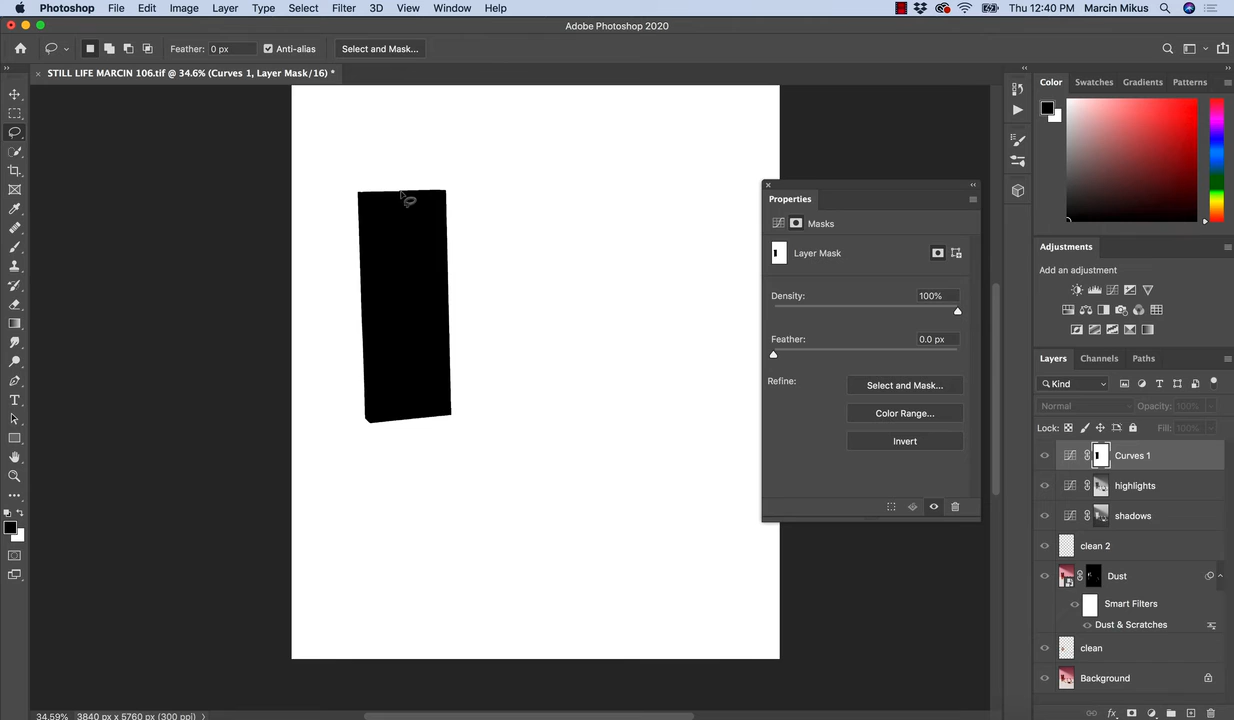 Photoshop File Edit Image Layer Type Select Filter 3D View Window Help Thu 12:40 PM Marcin Mikus
Adobe Photoshop 2020
Feather: 0 px Anti-alias Select and Mask...
STILL LIFE MARCIN 106.tif @ 34.6% (Curves 1, Layer Mask/16) *
Color Swatches Gradients Patterns
Properties
Masks
Layer Mask
Density: 100%
Feather: 0.0 px
Refine: Select and Mask...
Color Range...
Invert
Adjustments
Add an adjustment
Layers Channels Paths
Kind
Normal Opacity: 100%
Lock: Fill: 100%
Curves 1
highlights
shadows
clean 2
Dust
Smart Filters
Dust & Scratches
clean
Background
34.59% 3840 px x 5760 px (300 ppi)